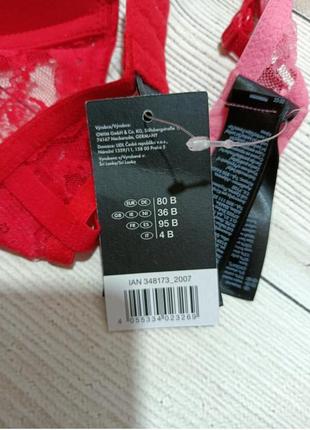 Výrobce/Výrobca:
OWIM GmbH & Co. KG, Stiftsbergstraße 1,
74167 Neckarsulm, GERMANY
Dovozce: LIDL Česká republika v.o.s.,
Nárožní 1359/11, 158 00 Praha 5
Vyrobeno v/Vyrobené v:
Srí Lanka/Srí Lanka
EUR DE 80 B
GB IE NI 36 B
FR ES 95 B
IT 4 B
IAN 348173_2007
4 055334 023269